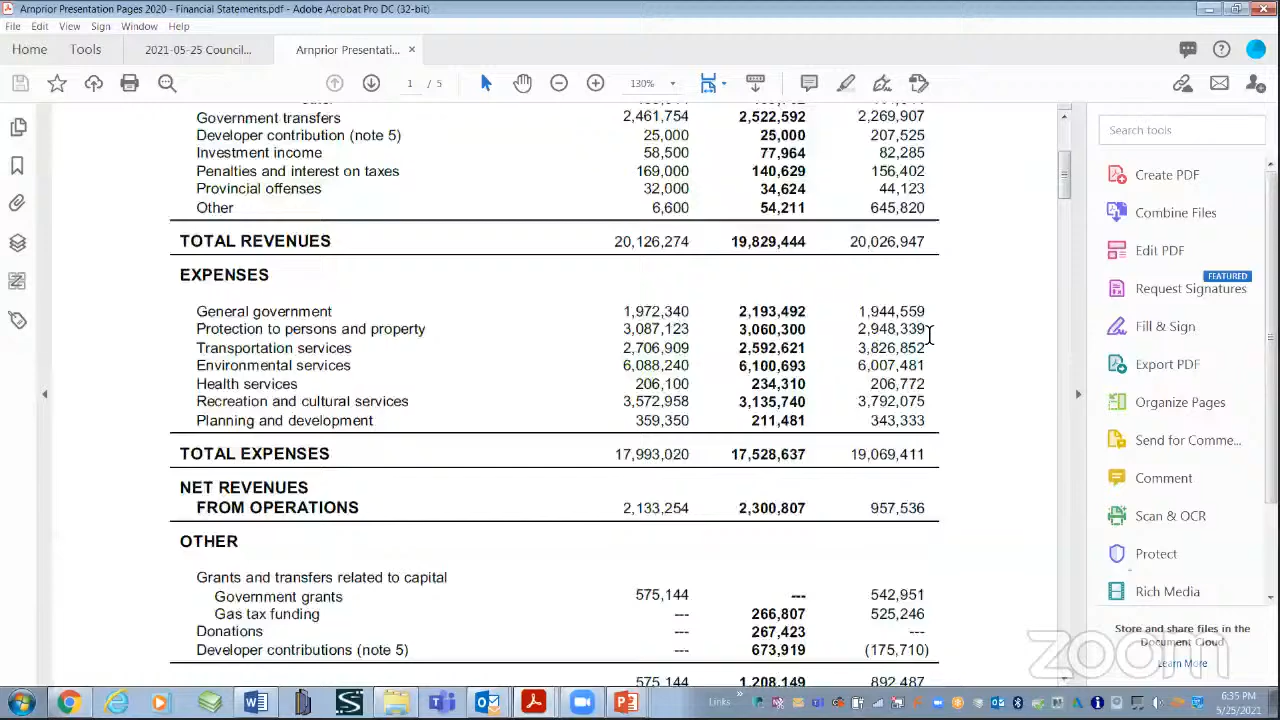 Arnprior Presentation Pages 2020 - Financial Statements.pdf - Adobe Acrobat Pro DC (32-bit)
File Edit View Sign Window Help
Home Tools 2021-05-25 Council... Arnprior Presentati... ×
1 / 5 130%
Government transfers 2,461,754 2,522,592 2,269,907
Developer contribution (note 5) 25,000 25,000 207,525
Investment income 58,500 77,964 82,285
Penalties and interest on taxes 169,000 140,629 156,402
Provincial offenses 32,000 34,624 44,123
Other 6,600 54,211 645,820
TOTAL REVENUES 20,126,274 19,829,444 20,026,947
EXPENSES
General government 1,972,340 2,193,492 1,944,559
Protection to persons and property 3,087,123 3,060,300 2,948,339
Transportation services 2,706,909 2,592,621 3,826,852
Environmental services 6,088,240 6,100,693 6,007,481
Health services 206,100 234,310 206,772
Recreation and cultural services 3,572,958 3,135,740 3,792,075
Planning and development 359,350 211,481 343,333
TOTAL EXPENSES 17,993,020 17,528,637 19,069,411
NET REVENUES
FROM OPERATIONS 2,133,254 2,300,807 957,536
OTHER
Grants and transfers related to capital
Government grants 575,144 --- 542,951
Gas tax funding --- 266,807 525,246
Donations --- 267,423 ---
Developer contributions (note 5) --- 673,919 (175,710)
575,144 1,208,149 892,487
Search tools
Create PDF
Combine Files
Edit PDF
FEATURED
Request Signatures
Fill & Sign
Export PDF
Organize Pages
Send for Comme...
Comment
Scan & OCR
Protect
Rich Media
Store and share files in the
Document Cloud
Learn More
zoom
Links »
6:35 PM
5/25/2021